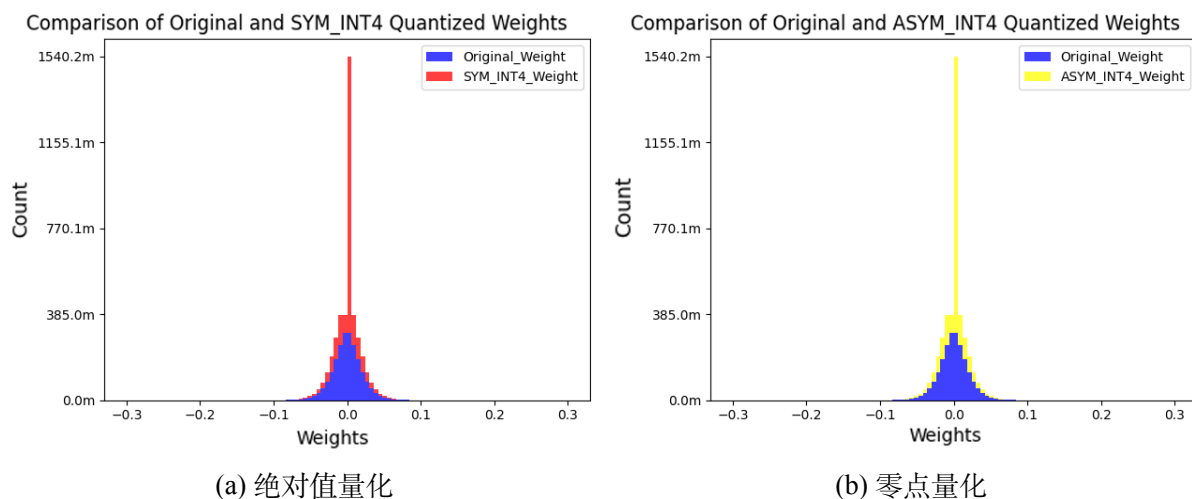 Comparison of Original and SYM_INT4 Quantized Weights
Original_Weight
SYM_INT4_Weight
1540.2m
1155.1m
770.1m
385.0m
0.0m
Count
−0.3 −0.2 −0.1 0.0 0.1 0.2 0.3
Weights
(a) 绝对值量化
Comparison of Original and ASYM_INT4 Quantized Weights
Original_Weight
ASYM_INT4_Weight
1540.2m
1155.1m
770.1m
385.0m
0.0m
Count
−0.3 −0.2 −0.1 0.0 0.1 0.2 0.3
Weights
(b) 零点量化